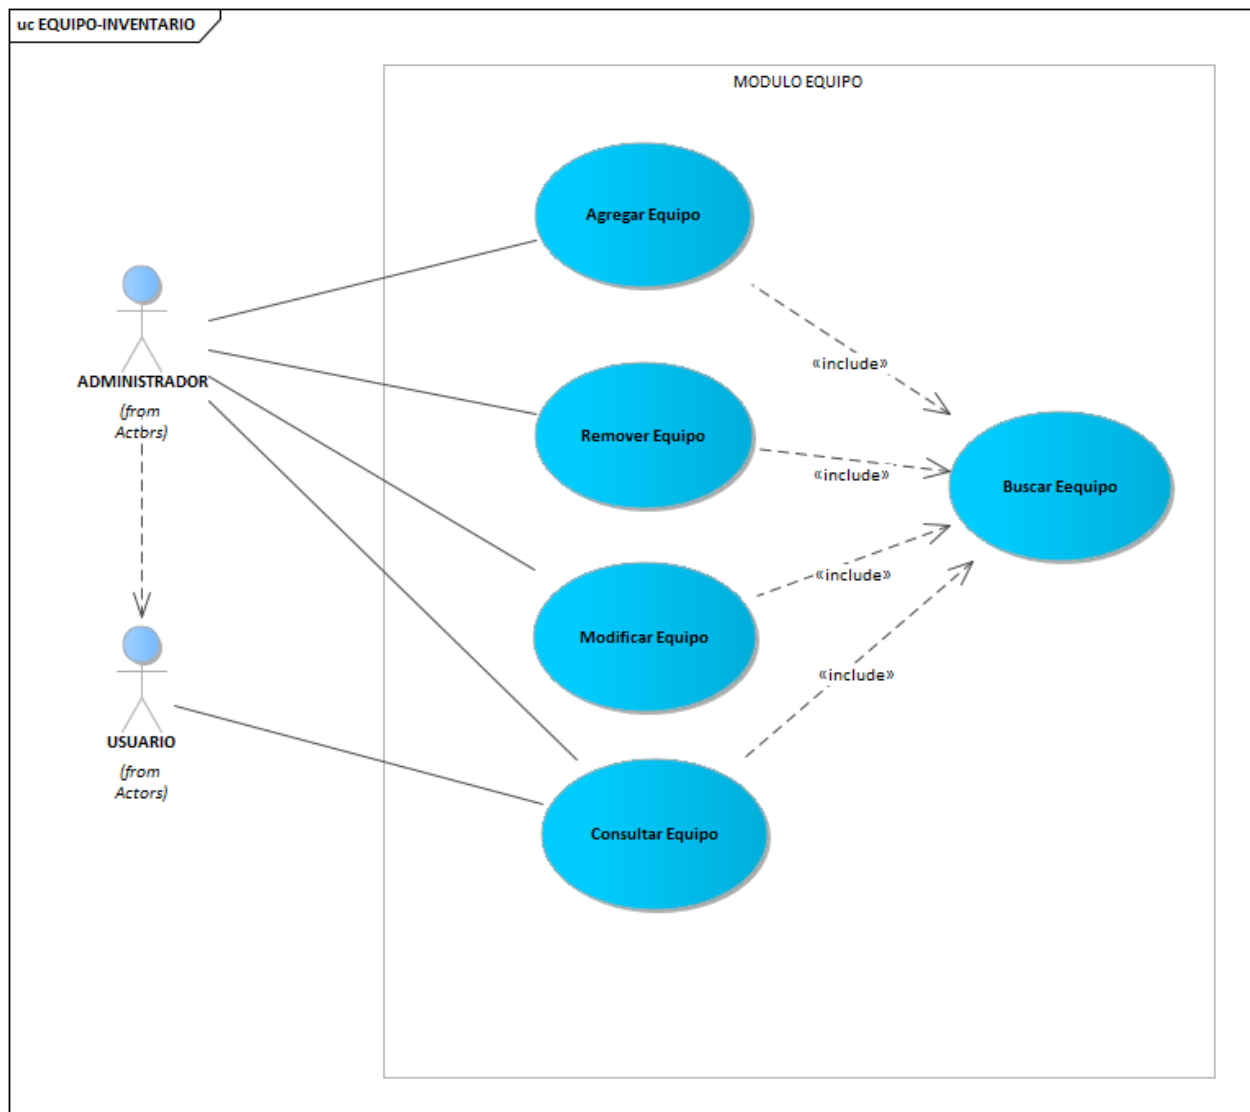 uc EQUIPO-INVENTARIO
MODULO EQUIPO
Agregar Equipo
«include»
ADMINISTRADOR
(from
Actors)
Remover Equipo
«include»
Buscar Eequipo
«include»
Modificar Equipo
«include»
USUARIO
(from
Actors)
Consultar Equipo